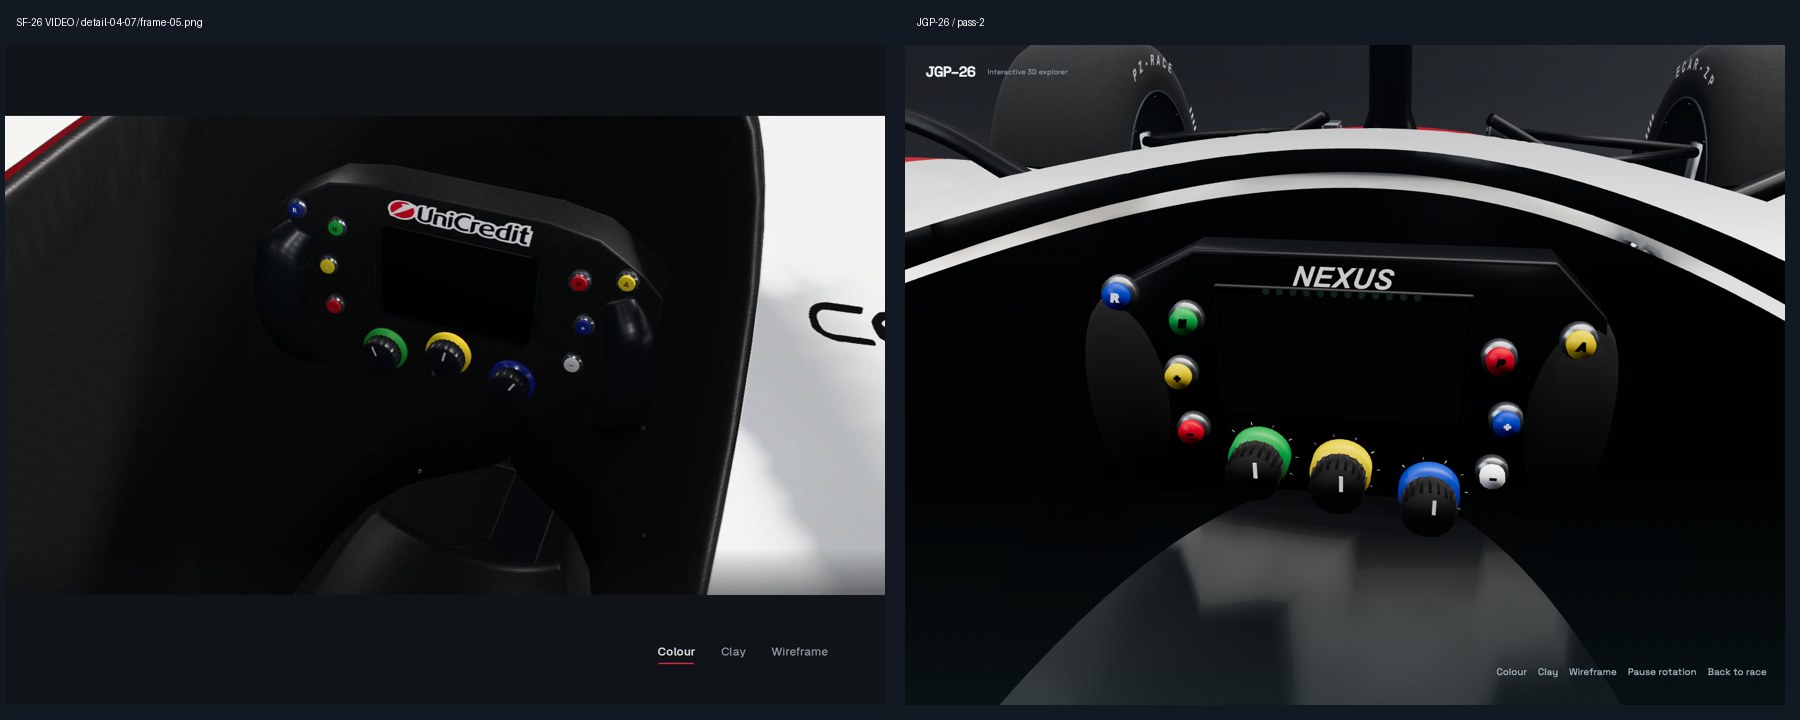 SF-26 VIDEO / detail-04-07/frame-05.png
UniCredit
R
A
Colour Clay Wireframe
JGP-26 / pass-2
JGP-26 Interactive 3D explorer
NEXUS
R
P
A
+
+
-
Colour Clay Wireframe Pause rotation Back to race